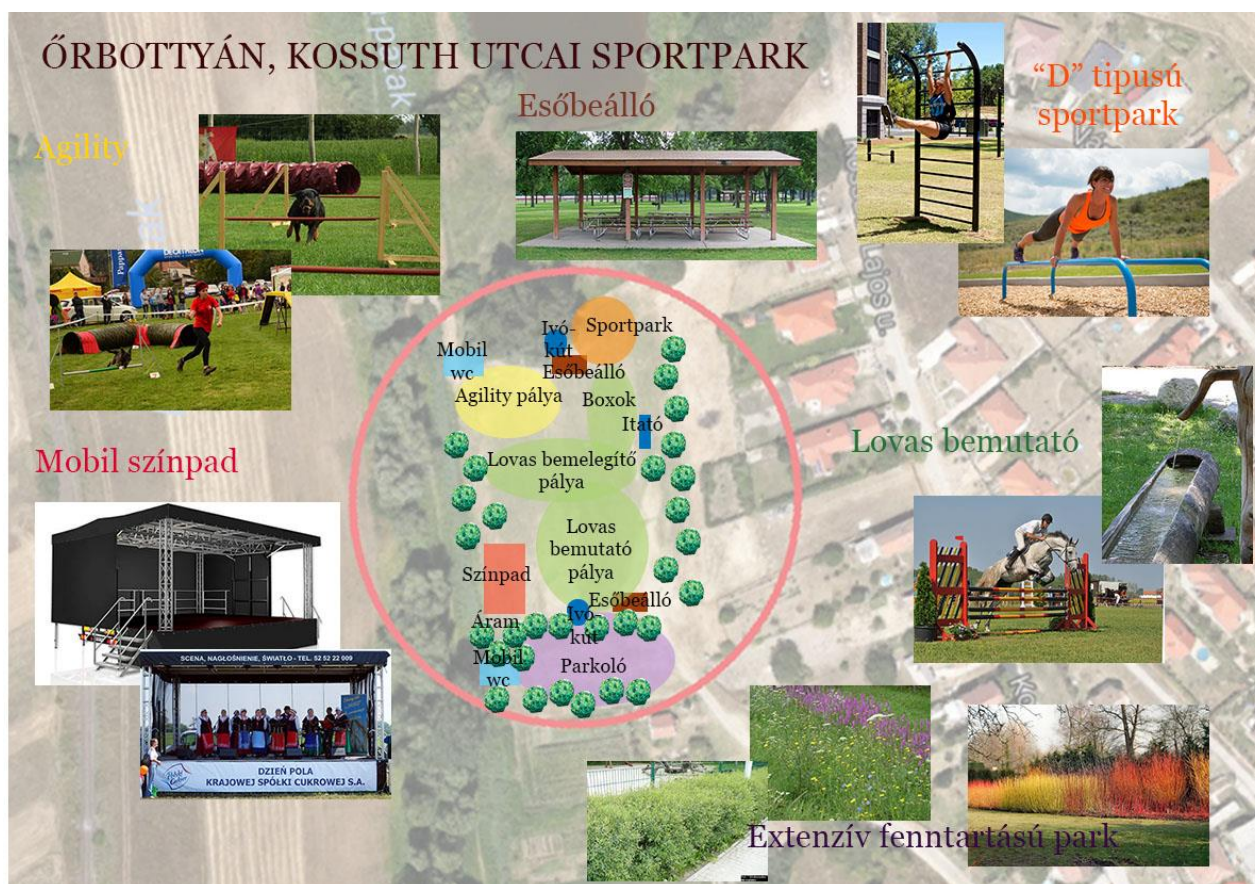 ŐRBOTTYÁN, KOSSUTH UTCAI SPORTPARK
Esőbeálló
"D" tipusú
sportpark
Agility
DECATHLON
Lajos u.
Ivó-
kút
Sportpark
Mobil
wc
Esőbeálló
Agility pálya
Boxok
Itató
Lovas bemelegítő
pálya
Lovas
bemutató
pálya
Színpad
Esőbeálló
Áram
Ivó-
kút
Mobil
wc
Parkoló
Mobil színpad
Lovas bemutató
SCENA, NAGŁOŚNIENIE, ŚWIATŁO - TEL. 52 52 22 009
DZIEŃ POLA
KRAJOWEJ SPÓŁKI CUKROWEJ S.A.
Extenzív fenntartású park